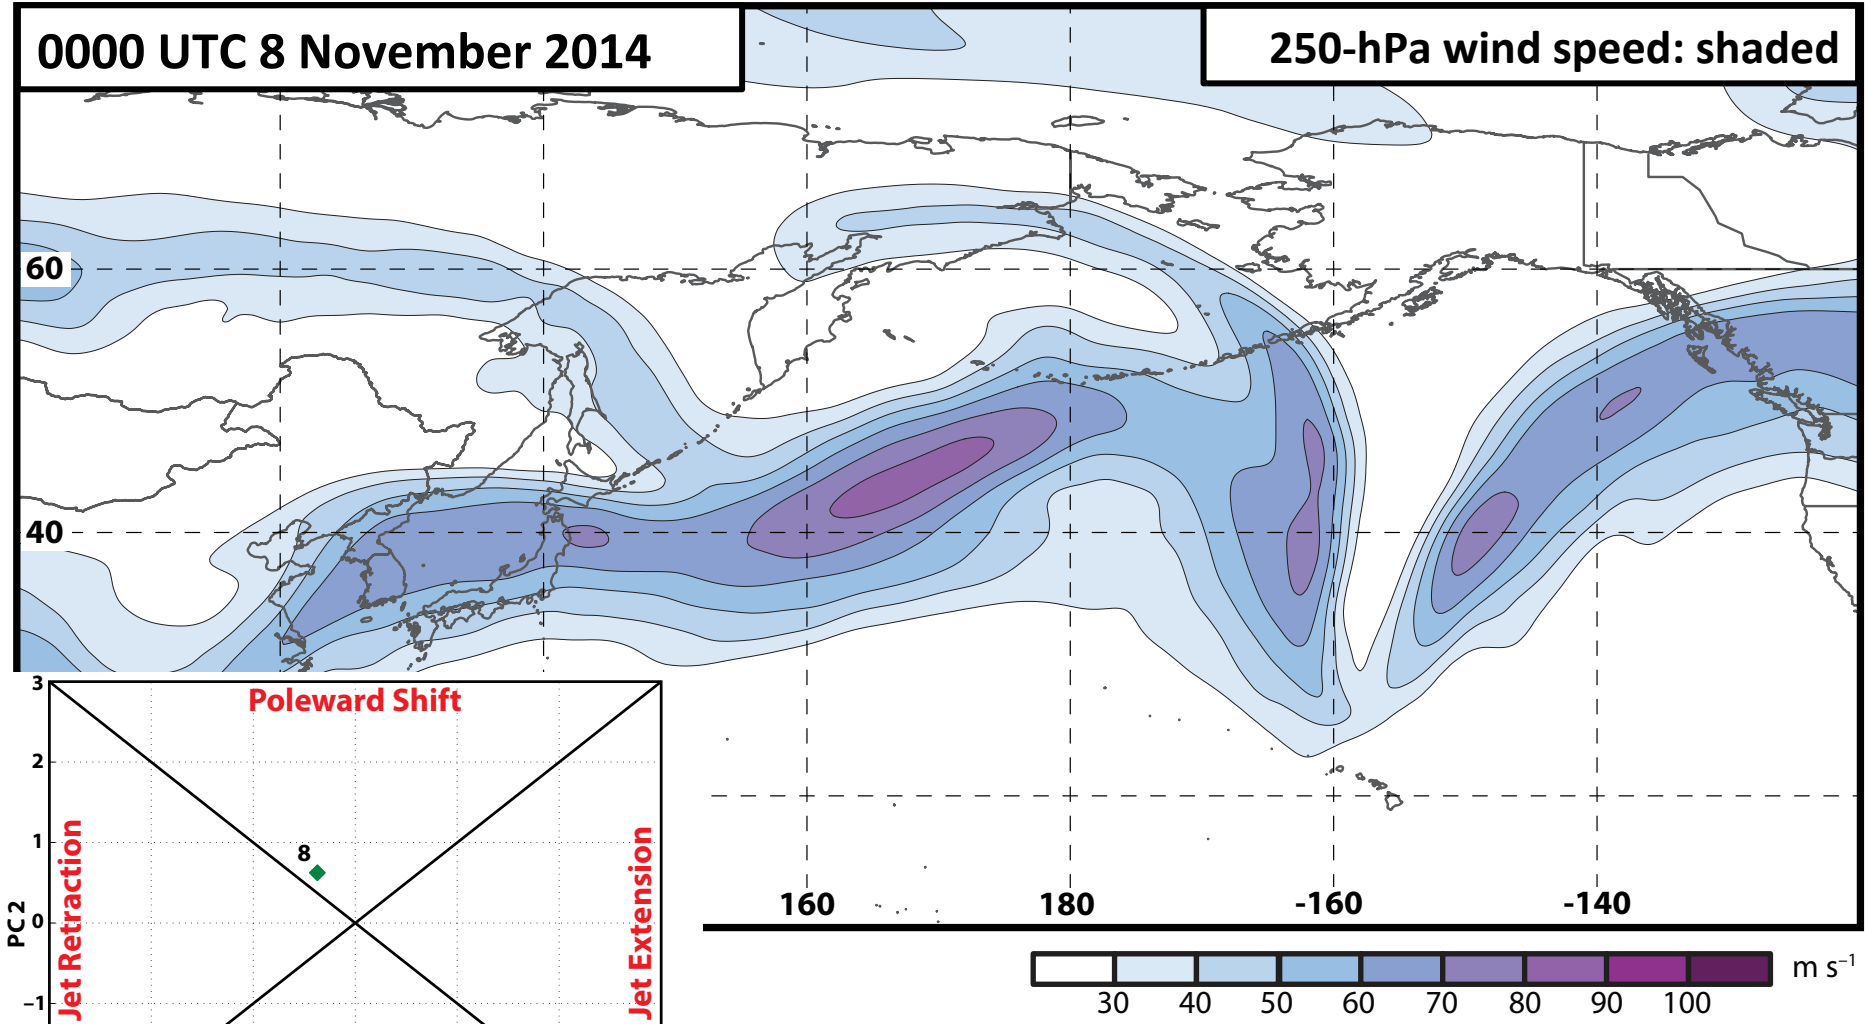 0000 UTC 8 November 2014
250-hPa wind speed: shaded
60
40
160
180
-160
-140
30 40 50 60 70 80 90 100
m s⁻¹
Poleward Shift
Jet Retraction
Jet Extension
PC 2
3
2
1
0
−1
8